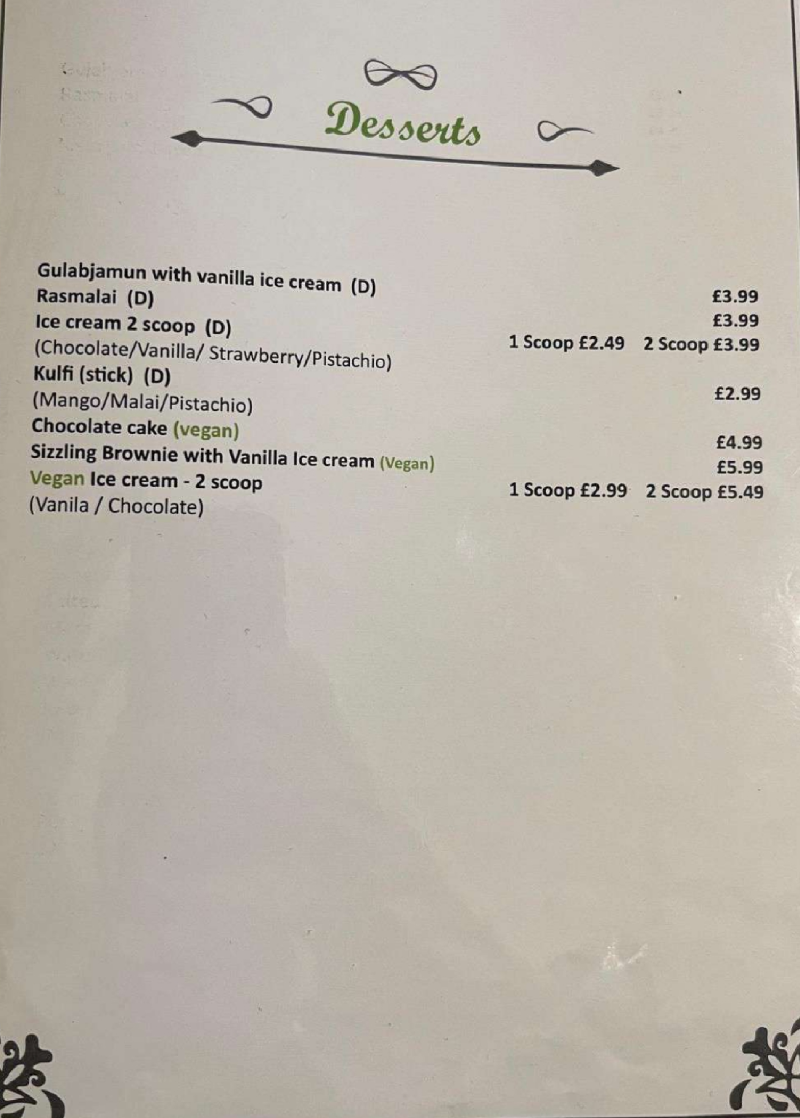 Desserts
Gulabjamun with vanilla ice cream (D) £3.99
Rasmalai (D) £3.99
Ice cream 2 scoop (D) 1 Scoop £2.49 2 Scoop £3.99
(Chocolate/Vanilla/ Strawberry/Pistachio)
Kulfi (stick) (D) £2.99
(Mango/Malai/Pistachio)
Chocolate cake (vegan) £4.99
Sizzling Brownie with Vanilla Ice cream (Vegan) £5.99
Vegan Ice cream - 2 scoop 1 Scoop £2.99 2 Scoop £5.49
(Vanila / Chocolate)